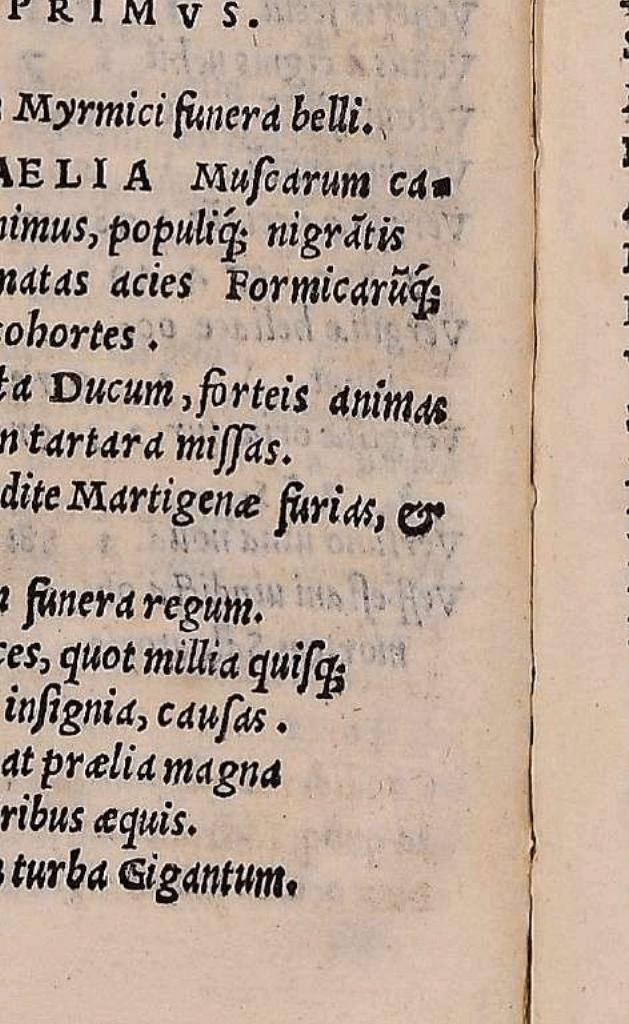 PRIMVS.
Myrmici funera belli.
AELIA Muscarum ca-
nimus, populiq́; nigrãtis
natas acies Formicarũq́;
cohortes.
ta Ducum, forteis animas
n tartara missas.
dite Martigenæ furias, &
funera regum.
ces, quot millia quisq;
insignia, causas.
at prælia magna
ribus æquis.
turba Gigantum.